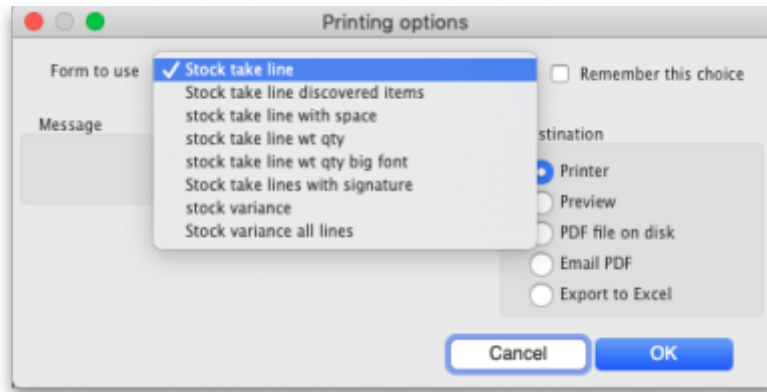 Printing options
Form to use
✓ Stock take line
Remember this choice
Stock take line discovered items
stock take line with space
stock take line wt qty
stock take line wt qty big font
Stock take lines with signature
stock variance
Stock variance all lines
Message
stination
Printer
Preview
PDF file on disk
Email PDF
Export to Excel
Cancel
OK